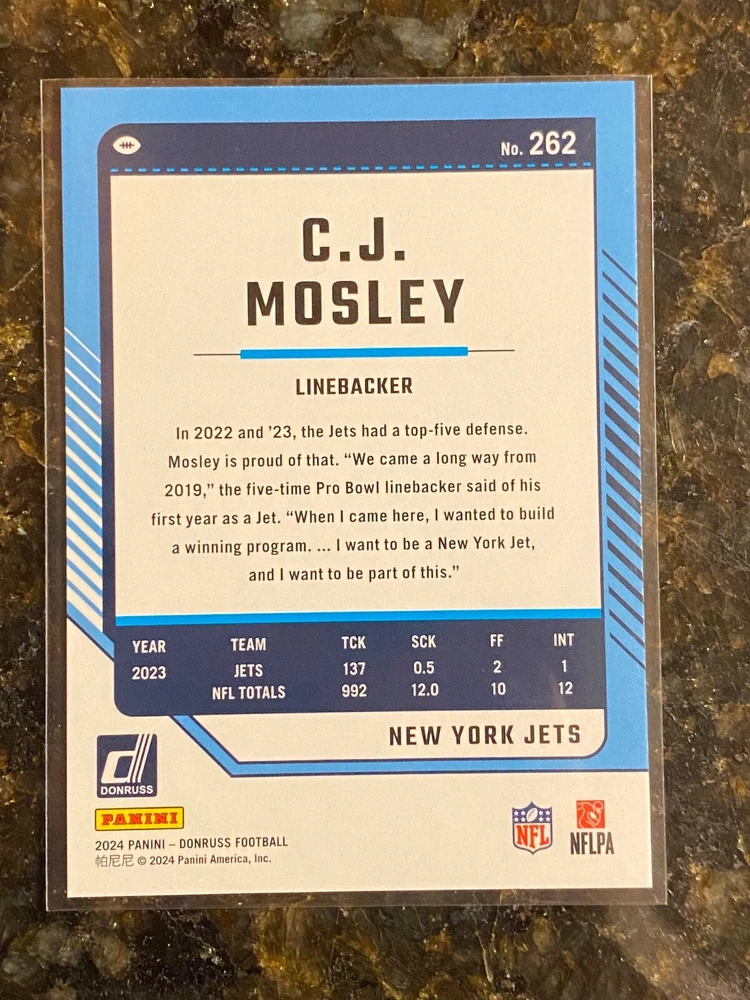 No. 262
C.J.
MOSLEY
LINEBACKER
In 2022 and ’23, the Jets had a top-five defense.
Mosley is proud of that. “We came a long way from
2019,” the five-time Pro Bowl linebacker said of his
first year as a Jet. “When I came here, I wanted to build
a winning program. ... I want to be a New York Jet,
and I want to be part of this.”
YEAR TEAM TCK SCK FF INT
2023 JETS 137 0.5 2 1
NFL TOTALS 992 12.0 10 12
NEW YORK JETS
d
DONRUSS
PANINI
2024 PANINI – DONRUSS FOOTBALL
帕尼尼 © 2024 Panini America, Inc.
NFL
NFLPA